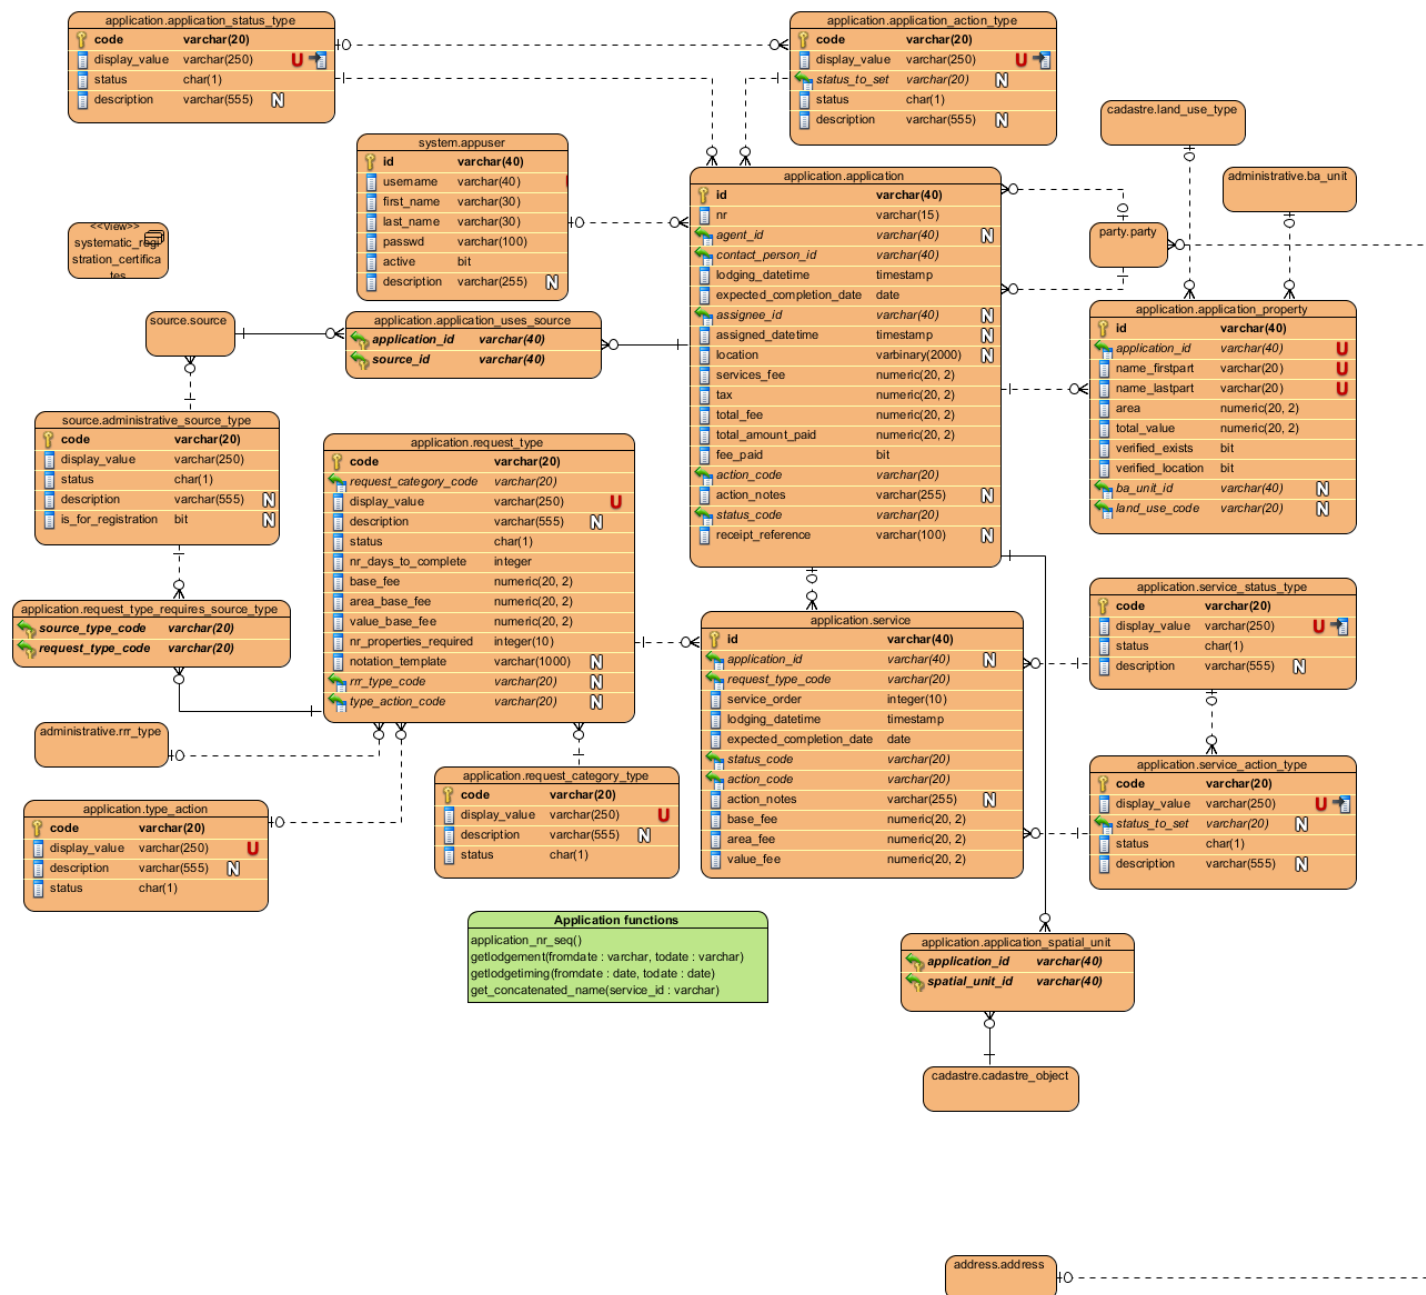 application.application_status_type
code varchar(20)
display_value varchar(250) U
status char(1)
description varchar(555) N
application.application_action_type
code varchar(20)
display_value varchar(250) U
status_to_set varchar(20) N
status char(1)
description varchar(555) N
cadastre.land_use_type
administrative.ba_unit
party.party
system.appuser
id varchar(40)
username varchar(40)
first_name varchar(30)
last_name varchar(30)
passwd varchar(100)
active bit
description varchar(255) N
<<View>>
systematic_regi
stration_certifica
tes
application.application
id varchar(40)
nr varchar(15)
agent_id varchar(40) N
contact_person_id varchar(40)
lodging_datetime timestamp
expected_completion_date date
assignee_id varchar(40) N
assigned_datetime timestamp N
location varbinary(2000) N
services_fee numeric(20, 2)
tax numeric(20, 2)
total_fee numeric(20, 2)
total_amount_paid numeric(20, 2)
fee_paid bit
action_code varchar(20)
action_notes varchar(255) N
status_code varchar(20)
receipt_reference varchar(100) N
source.source
application.application_uses_source
application_id varchar(40)
source_id varchar(40)
application.application_property
id varchar(40)
application_id varchar(40) U
name_firstpart varchar(20) U
name_lastpart varchar(20) U
area numeric(20, 2)
total_value numeric(20, 2)
verified_exists bit
verified_location bit
ba_unit_id varchar(40) N
land_use_code varchar(20) N
source.administrative_source_type
code varchar(20)
display_value varchar(250)
status char(1)
description varchar(555) N
is_for_registration bit N
application.request_type
code varchar(20)
request_category_code varchar(20)
display_value varchar(250) U
description varchar(555) N
status char(1)
nr_days_to_complete integer
base_fee numeric(20, 2)
area_base_fee numeric(20, 2)
value_base_fee numeric(20, 2)
nr_properties_required integer(10)
notation_template varchar(1000) N
rrr_type_code varchar(20) N
type_action_code varchar(20) N
application.request_type_requires_source_type
source_type_code varchar(20)
request_type_code varchar(20)
application.service
id varchar(40)
application_id varchar(40) N
request_type_code varchar(20)
service_order integer(10)
lodging_datetime timestamp
expected_completion_date date
status_code varchar(20)
action_code varchar(20)
action_notes varchar(255) N
base_fee numeric(20, 2)
area_fee numeric(20, 2)
value_fee numeric(20, 2)
application.service_status_type
code varchar(20)
display_value varchar(250) U
status char(1)
description varchar(555) N
administrative.rrr_type
application.type_action
code varchar(20)
display_value varchar(250) U
description varchar(555) N
status char(1)
application.request_category_type
code varchar(20)
display_value varchar(250) U
description varchar(555) N
status char(1)
application.service_action_type
code varchar(20)
display_value varchar(250) U
status_to_set varchar(20) N
status char(1)
description varchar(555) N
Application functions
application_nr_seq()
getlodgement(fromdate : varchar, todate : varchar)
getlodgetiming(fromdate : date, todate : date)
get_concatenated_name(service_id : varchar)
application.application_spatial_unit
application_id varchar(40)
spatial_unit_id varchar(40)
cadastre.cadastre_object
address.address